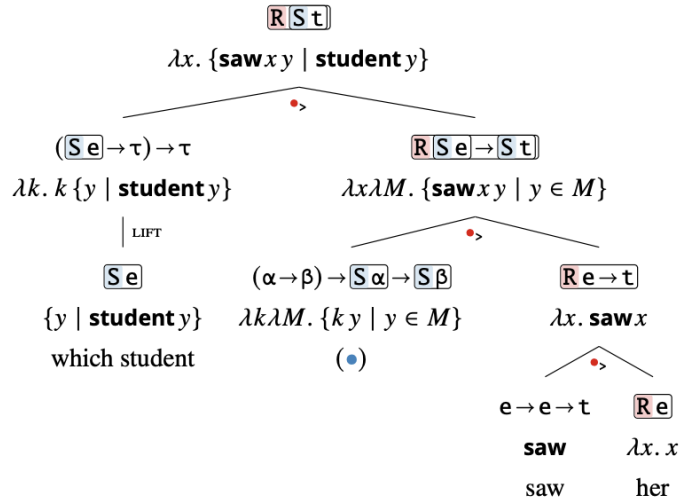 R S t
λx. {saw x y | student y}
●>
(S e → τ) → τ
R S e → S t
λk. k {y | student y}
λxλM. {saw x y | y ∈ M}
LIFT
●>
S e
(α→β) → S α → S β
R e → t
{y | student y}
λkλM. {k y | y ∈ M}
λx. saw x
which student
(●)
●>
e → e → t
R e
saw
λx. x
saw
her